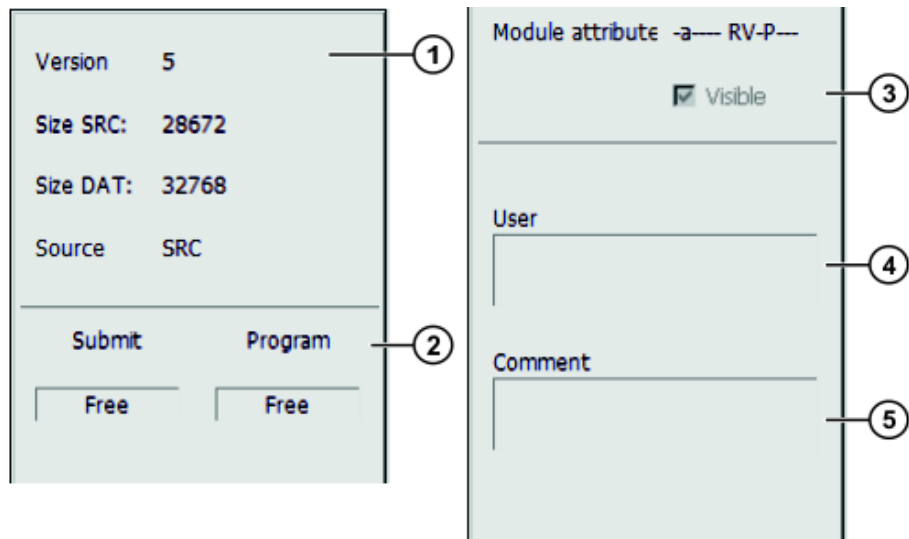 Version 5
1
Size SRC: 28672
Size DAT: 32768
Source SRC
Submit Program
2
Free Free
Module attribute -a---- RV-P---
Visible
3
User
4
Comment
5